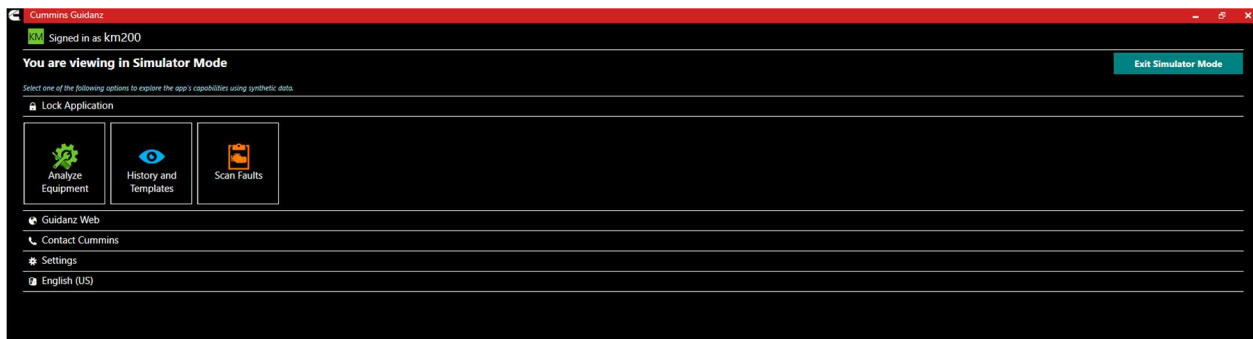 Cummins Guidanz
KM Signed in as km200
You are viewing in Simulator Mode
Exit Simulator Mode
Select one of the following options to explore the app's capabilities using synthetic data.
Lock Application
Analyze
Equipment
History and
Templates
Scan Faults
Guidanz Web
Contact Cummins
Settings
English (US)